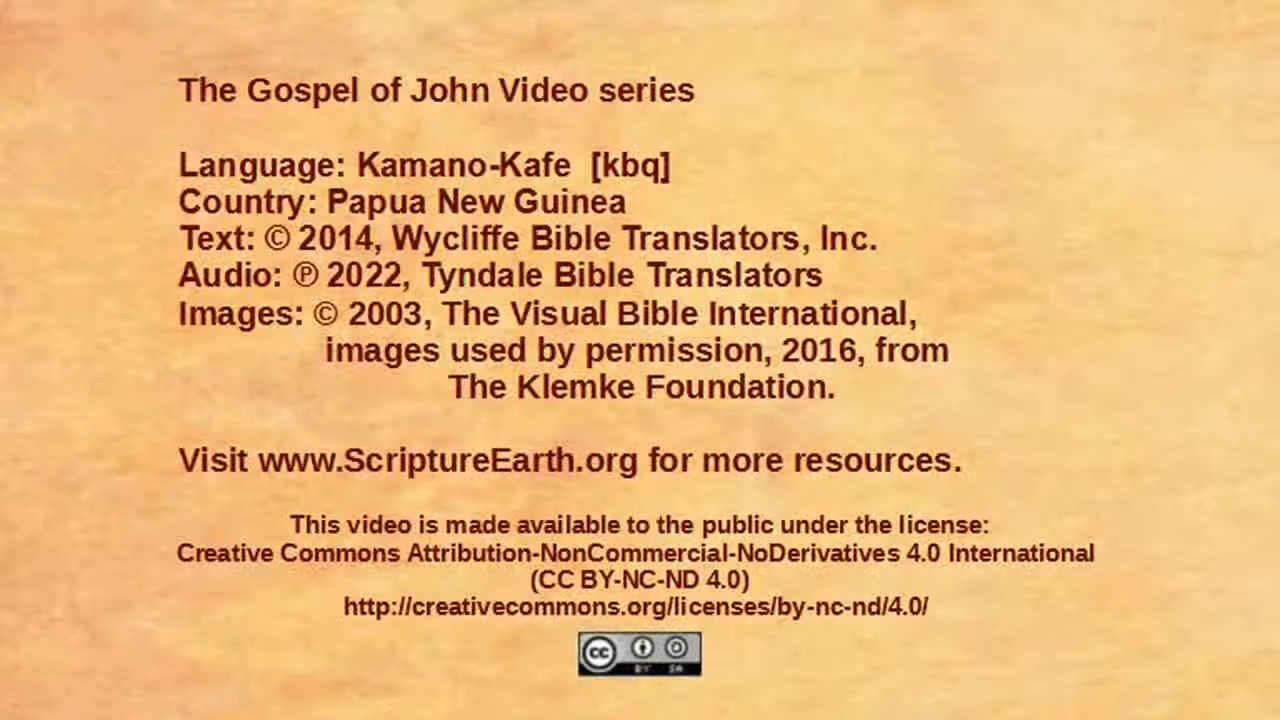 The Gospel of John Video series
Language: Kamano-Kafe [kbq]
Country: Papua New Guinea
Text: © 2014, Wycliffe Bible Translators, Inc.
Audio: ℗ 2022, Tyndale Bible Translators
Images: © 2003, The Visual Bible International,
images used by permission, 2016, from
The Klemke Foundation.
Visit www.ScriptureEarth.org for more resources.
This video is made available to the public under the license:
Creative Commons Attribution-NonCommercial-NoDerivatives 4.0 International
(CC BY-NC-ND 4.0)
http://creativecommons.org/licenses/by-nc-nd/4.0/
cc
BY SA